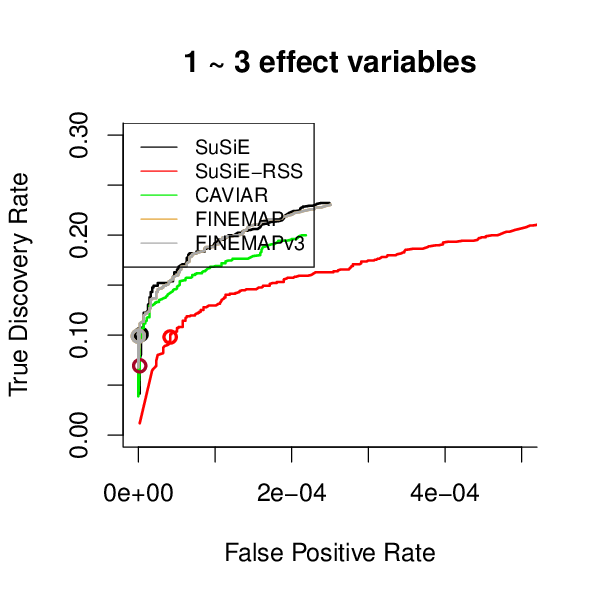 1 ~ 3 effect variables
True Discovery Rate
0.30
0.20
0.10
0.00
SuSiE
SuSiE−RSS
CAVIAR
FINEMAP
FINEMAPv3
0e+00
2e−04
4e−04
False Positive Rate